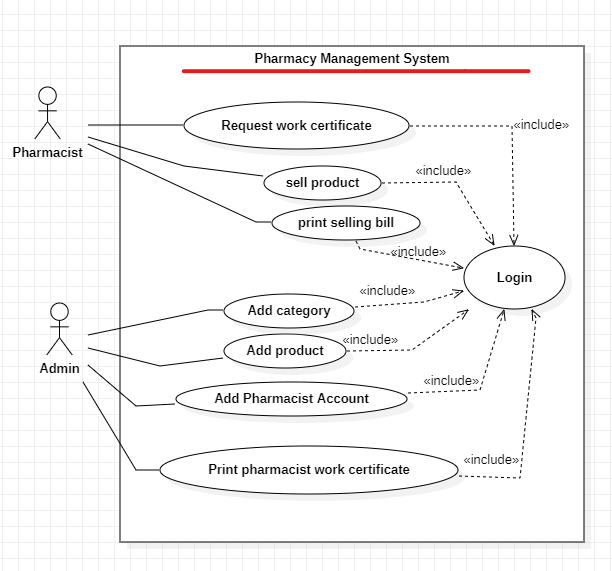 Pharmacy Management System
Request work certificate
«include»
Pharmacist
sell product
«include»
print selling bill
«include»
Login
«include»
Add category
«include»
Add product
Admin
«include»
Add Pharmacist Account
«include»
Print pharmacist work certificate